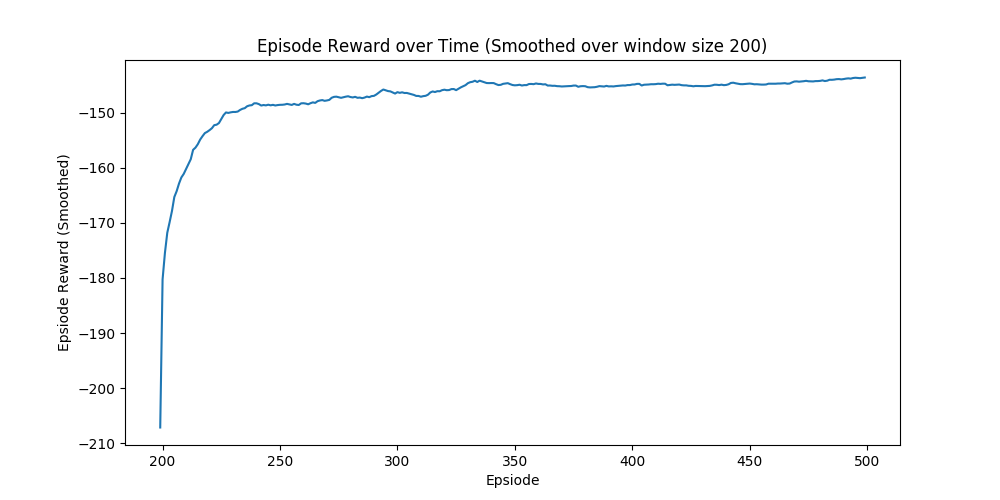 Episode Reward over Time (Smoothed over window size 200)
Epsiode Reward (Smoothed)
−150
−160
−170
−180
−190
−200
−210
200 250 300 350 400 450 500
Epsiode